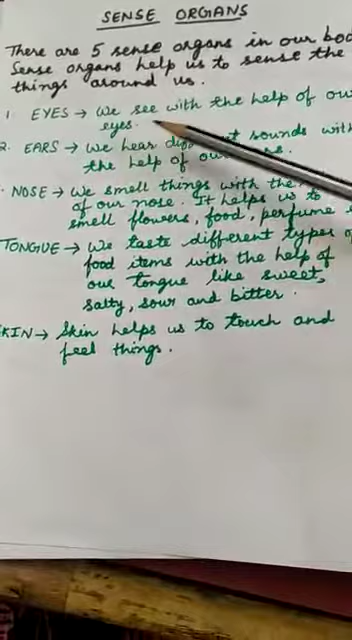 SENSE ORGANS
There are 5 sense organs in our
Sense organs help us to sense the
things around us.
1 EYES → We see with the help of
eyes.
2. EARS → We hear sounds with
the help of
NOSE → We smell things with the
of our nose. It helps us to
smell flowers, food, perfume
TONGUE → We taste different types
food items with the help of
our tongue like sweet,
salty, sour and bitter.
→ Skin helps us to touch and
feel things.